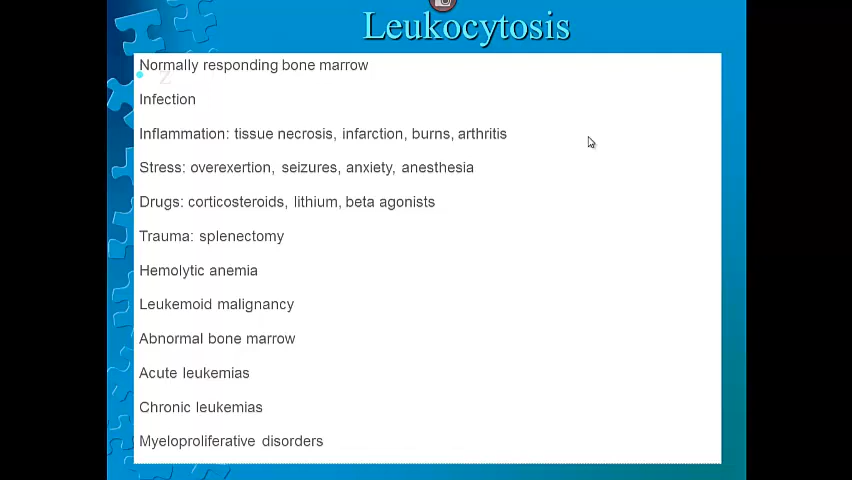 Leukocytosis
Normally responding bone marrow
Z
Infection
Inflammation: tissue necrosis, infarction, burns, arthritis
Stress: overexertion, seizures, anxiety, anesthesia
Drugs: corticosteroids, lithium, beta agonists
Trauma: splenectomy
Hemolytic anemia
Leukemoid malignancy
Abnormal bone marrow
Acute leukemias
Chronic leukemias
Myeloproliferative disorders